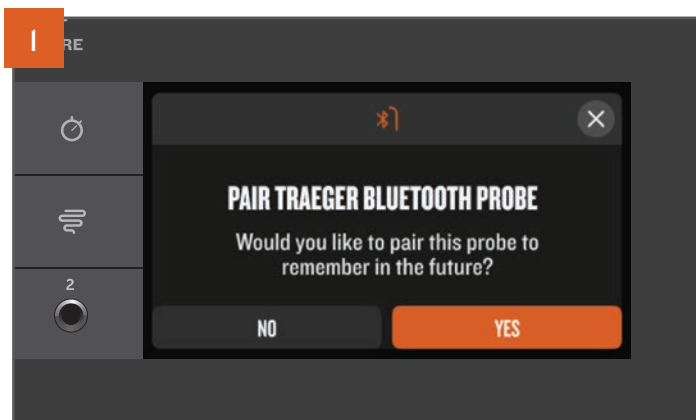 1
RE
PAIR TRAEGER BLUETOOTH PROBE
Would you like to pair this probe to
remember in the future?
2
NO
YES